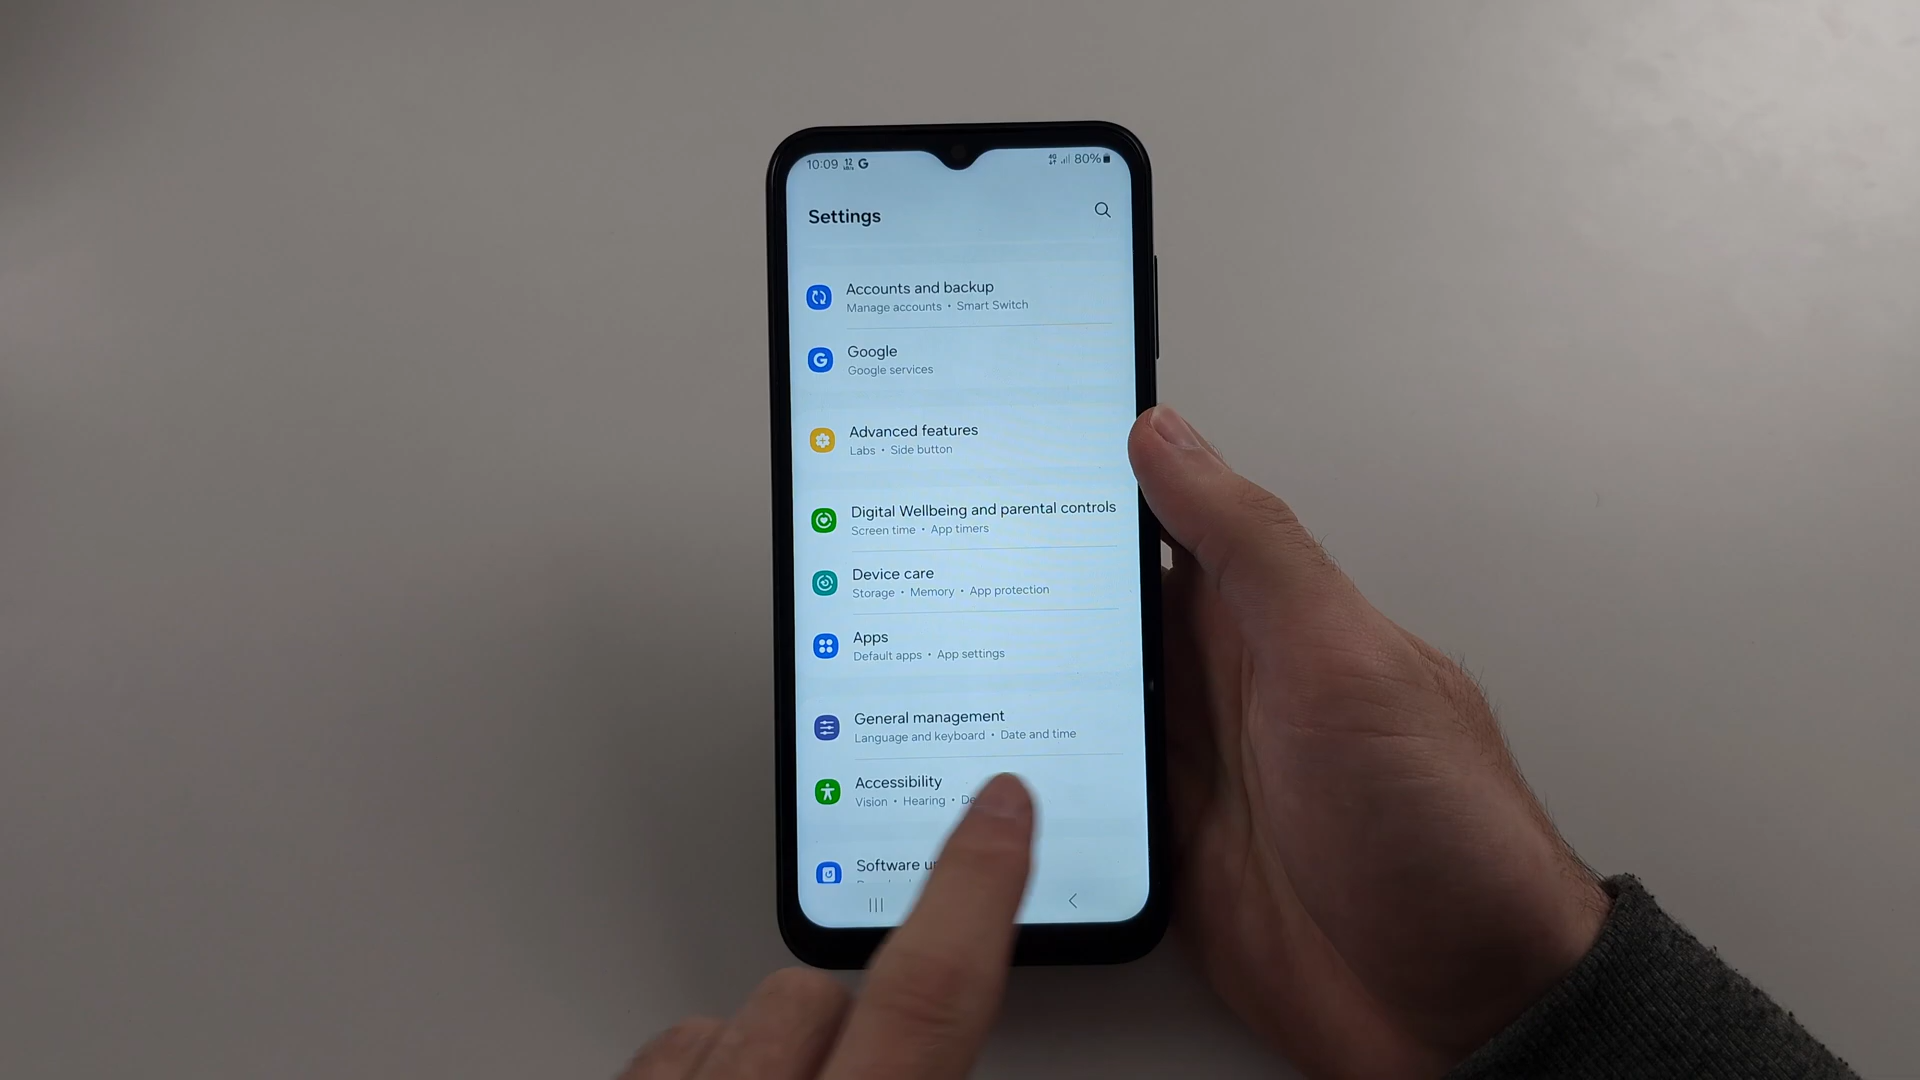 10:09 12 G 4G 80%
Settings
Accounts and backup
Manage accounts • Smart Switch
Google
Google services
Advanced features
Labs • Side button
Digital Wellbeing and parental controls
Screen time • App timers
Device care
Storage • Memory • App protection
Apps
Default apps • App settings
General management
Language and keyboard • Date and time
Accessibility
Vision • Hearing •
Software